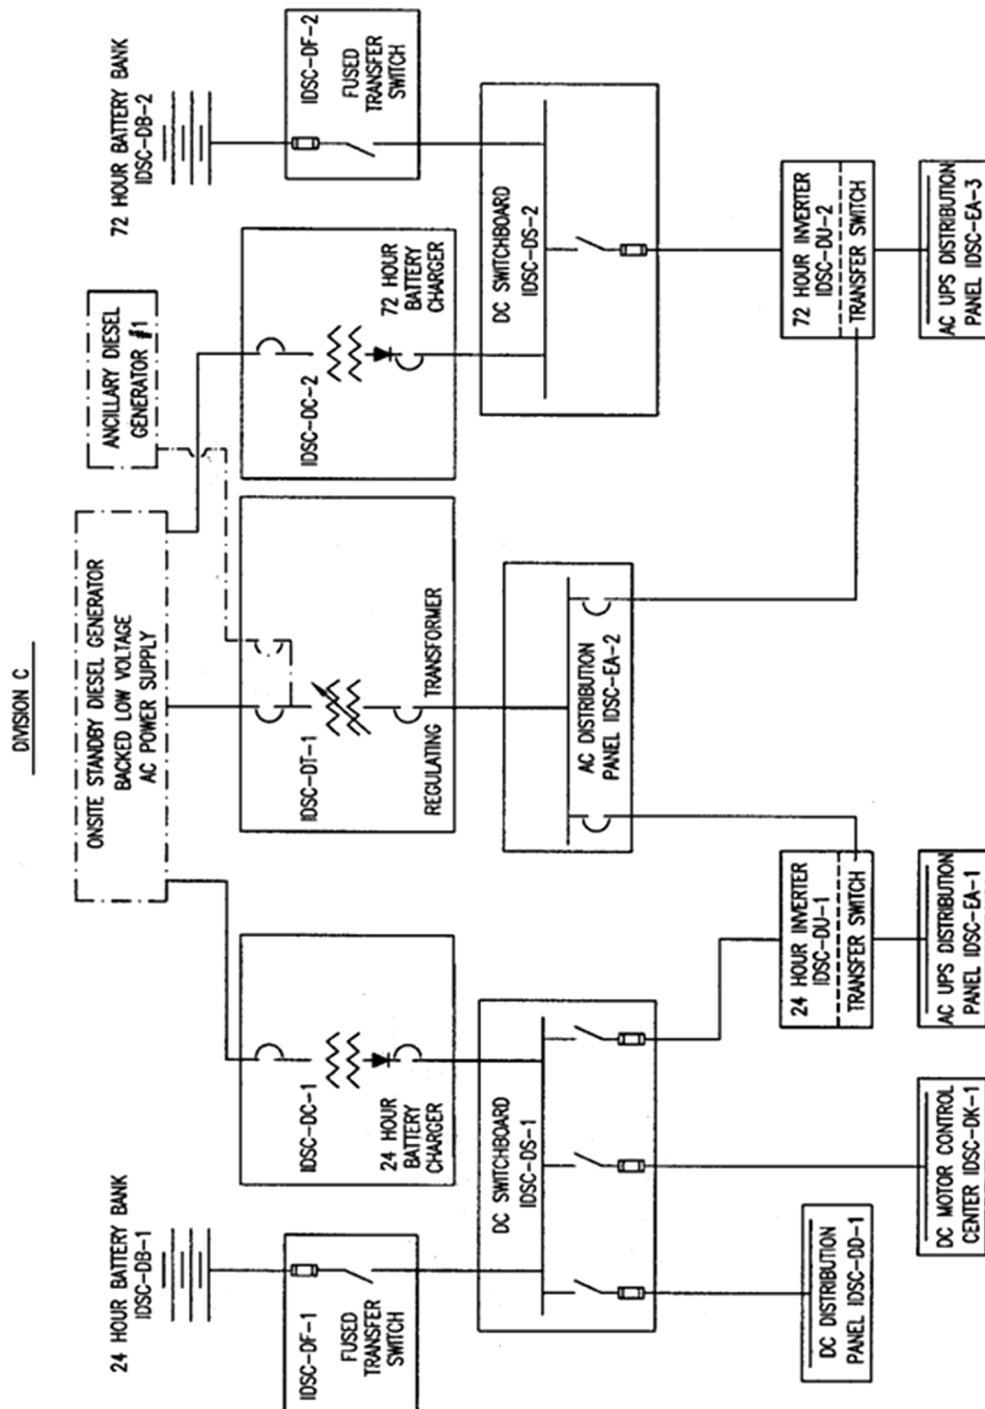 DIVISION C
ONSITE STANDBY DIESEL GENERATOR
BACKED LOW VOLTAGE
AC POWER SUPPLY
ANCILLARY DIESEL
GENERATOR #1
24 HOUR BATTERY BANK
IDSC-DB-1
72 HOUR BATTERY BANK
IDSC-DB-2
IDSC-DF-1
FUSED
TRANSFER
SWITCH
IDSC-DC-1
24 HOUR
BATTERY
CHARGER
IDSC-DT-1
REGULATING TRANSFORMER
IDSC-DC-2
72 HOUR
BATTERY
CHARGER
IDSC-DF-2
FUSED
TRANSFER
SWITCH
DC SWITCHBOARD
IDSC-DS-1
AC DISTRIBUTION
PANEL IDSC-EA-2
DC SWITCHBOARD
IDSC-DS-2
DC DISTRIBUTION
PANEL IDSC-DD-1
24 HOUR INVERTER
IDSC-DU-1
TRANSFER SWITCH
72 HOUR INVERTER
IDSC-DU-2
TRANSFER SWITCH
DC MOTOR CONTROL
CENTER IDSC-DK-1
AC UPS DISTRIBUTION
PANEL IDSC-EA-1
AC UPS DISTRIBUTION
PANEL IDSC-EA-3